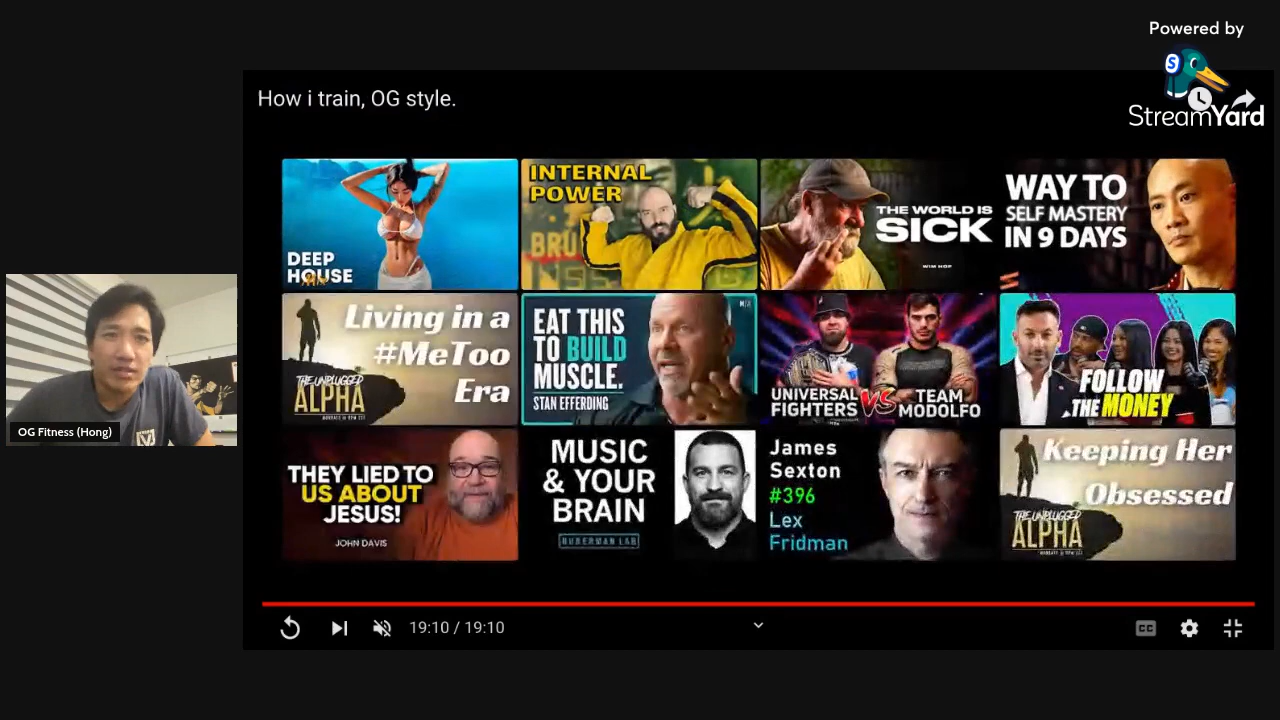 Powered by
S
StreamYard
How i train, OG style.
DEEP
HOUSE
INTERNAL
POWER
THE WORLD IS
SICK
WIM HOF
WAY TO
SELF MASTERY
IN 9 DAYS
Living in a
#MeToo
Era
THE UNPLUGGED
ALPHA
EAT THIS
TO BUILD
MUSCLE.
STAN EFFERDING
UNIVERSAL
FIGHTERS
VS
TEAM
MODOLFO
FOLLOW
THE MONEY
OG Fitness (Hong)
THEY LIED TO
US ABOUT
JESUS!
JOHN DAVIS
MUSIC
& YOUR
BRAIN
HUBERMAN LAB
James
Sexton
#396
Lex
Fridman
Keeping Her
Obsessed
THE UNPLUGGED
ALPHA
19:10 / 19:10
CC